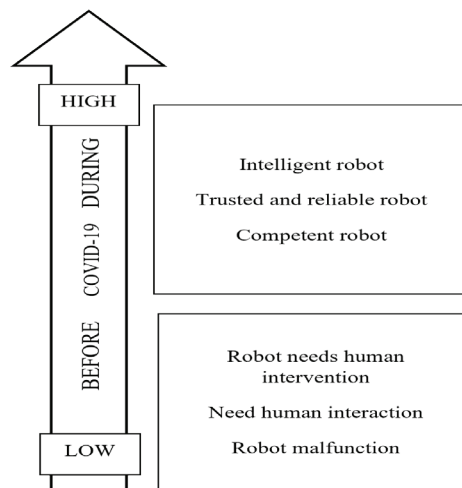 HIGH
BEFORE COVID-19 DURING
Intelligent robot
Trusted and reliable robot
Competent robot
Robot needs human
intervention
Need human interaction
Robot malfunction
LOW